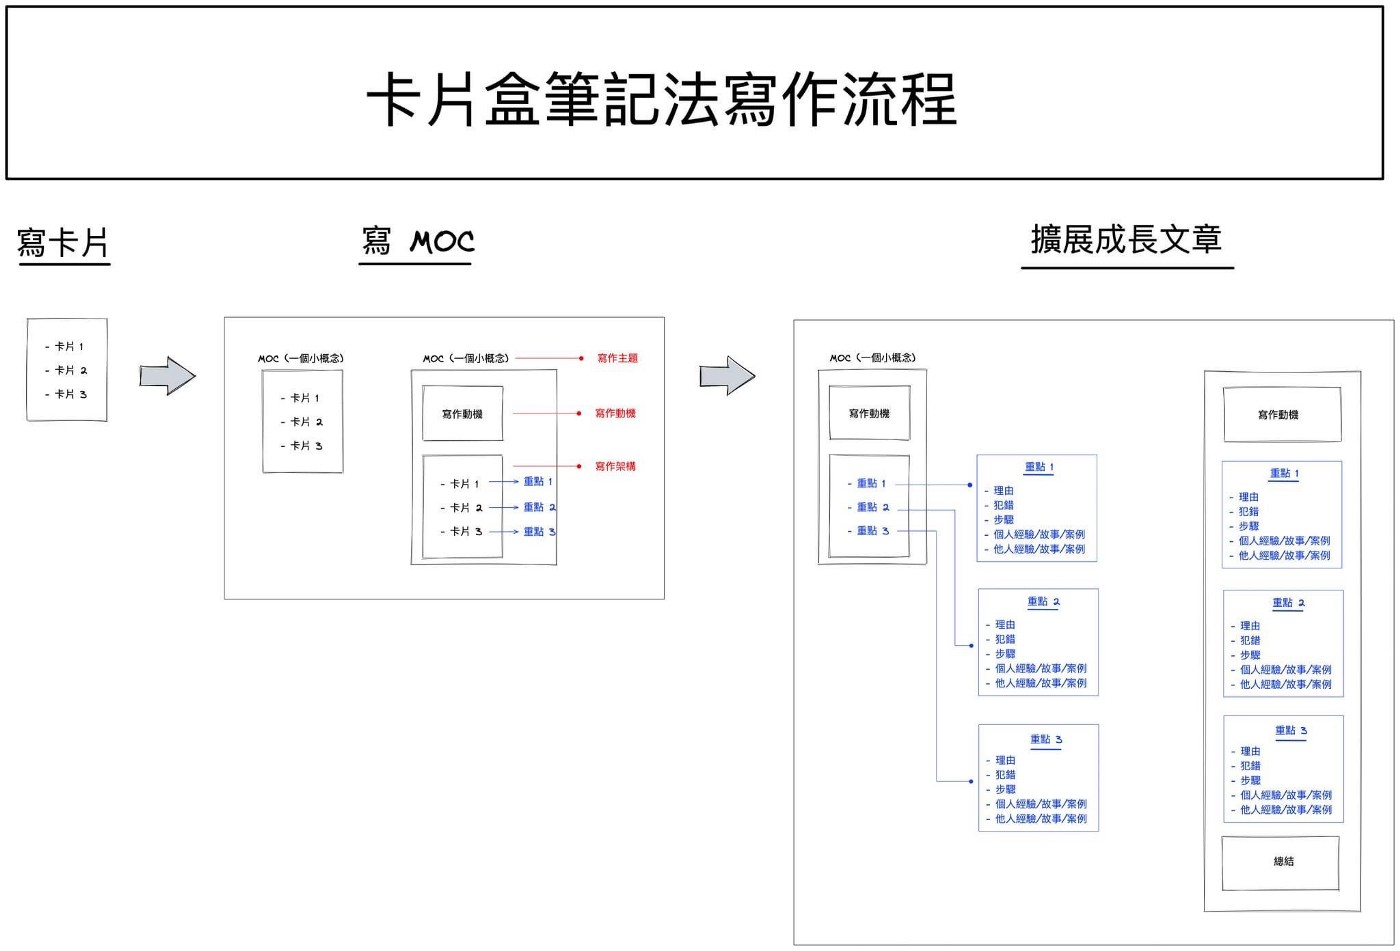 卡片盒筆記法寫作流程
寫卡片
- 卡片 1
- 卡片 2
- 卡片 3
寫 MOC
MOC（一個小概念）
- 卡片 1
- 卡片 2
- 卡片 3
MOC（一個小概念）
寫作主題
寫作動機
寫作動機
寫作架構
- 卡片 1
重點 1
- 卡片 2
重點 2
- 卡片 3
重點 3
擴展成長文章
MOC（一個小概念）
寫作動機
- 重點 1
- 重點 2
- 重點 3
重點 1
- 理由
- 犯錯
- 步驟
- 個人經驗/故事/案例
- 他人經驗/故事/案例
重點 2
- 理由
- 犯錯
- 步驟
- 個人經驗/故事/案例
- 他人經驗/故事/案例
重點 3
- 理由
- 犯錯
- 步驟
- 個人經驗/故事/案例
- 他人經驗/故事/案例
寫作動機
重點 1
- 理由
- 犯錯
- 步驟
- 個人經驗/故事/案例
- 他人經驗/故事/案例
重點 2
- 理由
- 犯錯
- 步驟
- 個人經驗/故事/案例
- 他人經驗/故事/案例
重點 3
- 理由
- 犯錯
- 步驟
- 個人經驗/故事/案例
- 他人經驗/故事/案例
總結